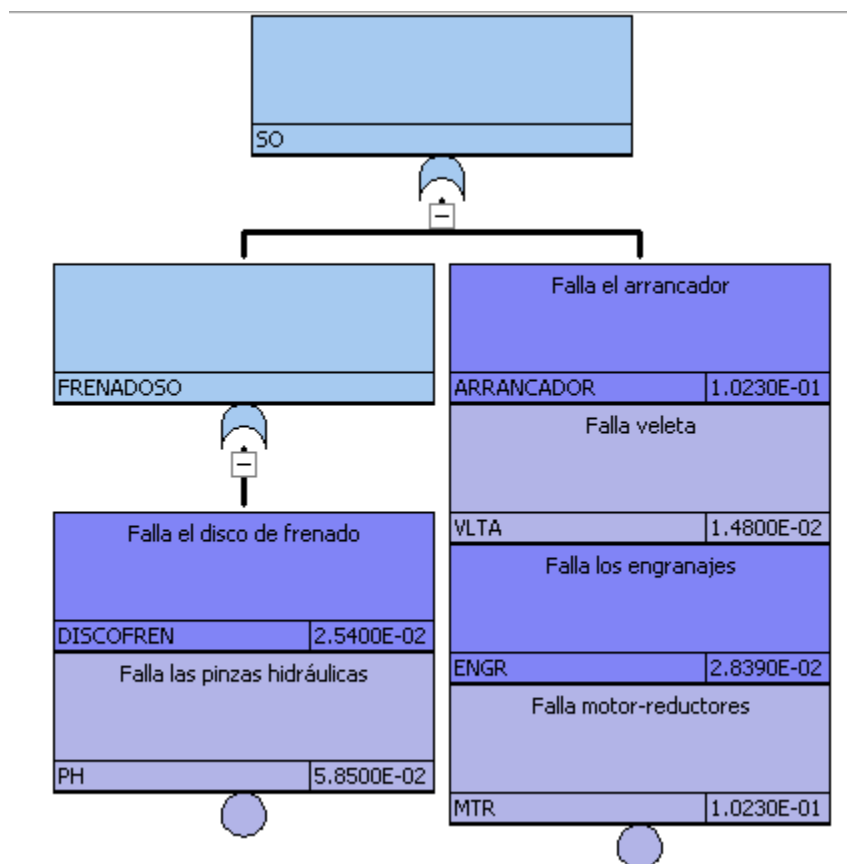 SO
FRENADOSO
Falla el disco de frenado
DISCOFREN 2.5400E-02
Falla las pinzas hidráulicas
PH 5.8500E-02
Falla el arrancador
ARRANCADOR 1.0230E-01
Falla veleta
VLTA 1.4800E-02
Falla los engranajes
ENGR 2.8390E-02
Falla motor-reductores
MTR 1.0230E-01